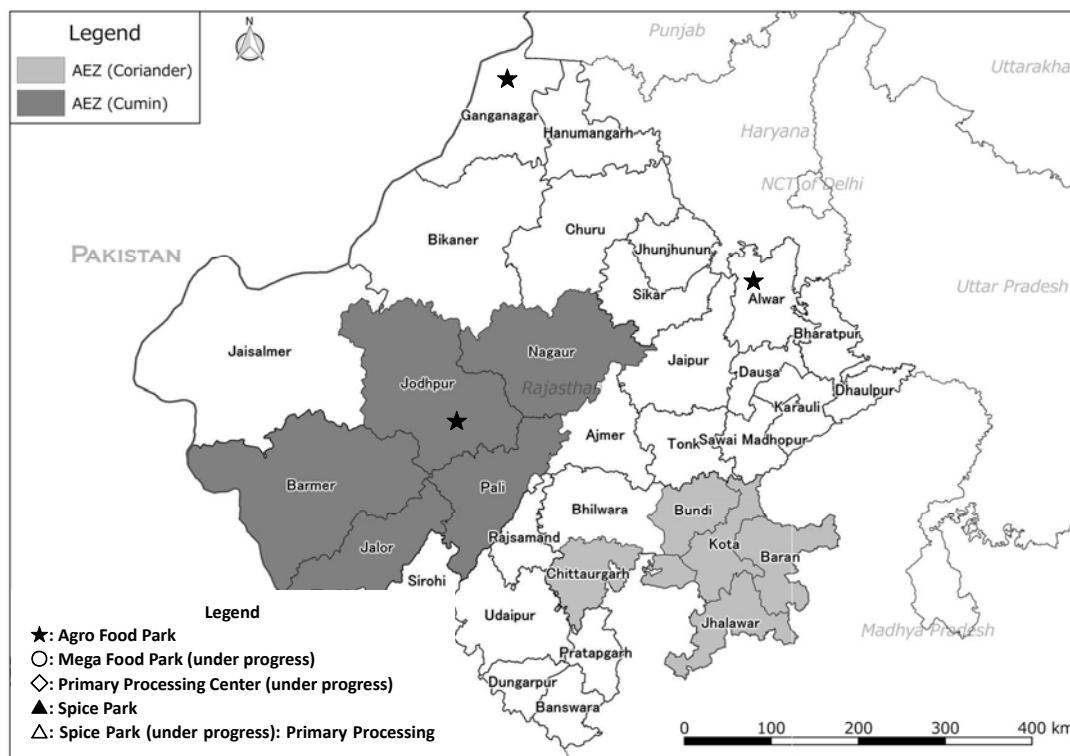 Legend
AEZ (Coriander)
AEZ (Cumin)
N
Punjab
Uttarakha
Haryana
NCT of Delhi
Uttar Pradesh
PAKISTAN
Ganganagar
Hanumangarh
Bikaner
Churu
Jhunjhunun
Sikar
Alwar
Bharatpur
Jaisalmer
Nagaur
Jaipur
Dausa
Jodhpur
Rajasthan
Dhaulpur
Karauli
Ajmer
Tonk
Sawai Madhopur
Barmer
Pali
Bhilwara
Bundi
Jalor
Rajsamand
Kota
Baran
Sirohi
Chittaurgarh
Udaipur
Jhalawar
Madhya Pradesh
Pratapgarh
Dungarpur
Banswara
Legend
★: Agro Food Park
○: Mega Food Park (under progress)
◇: Primary Processing Center (under progress)
▲: Spice Park
△: Spice Park (under progress): Primary Processing
0 100 200 300 400 km